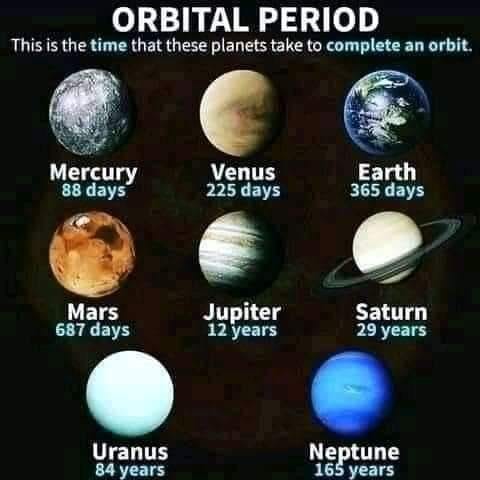 ORBITAL PERIOD
This is the time that these planets take to complete an orbit.
Mercury
88 days
Venus
225 days
Earth
365 days
Mars
687 days
Jupiter
12 years
Saturn
29 years
Uranus
84 years
Neptune
165 years